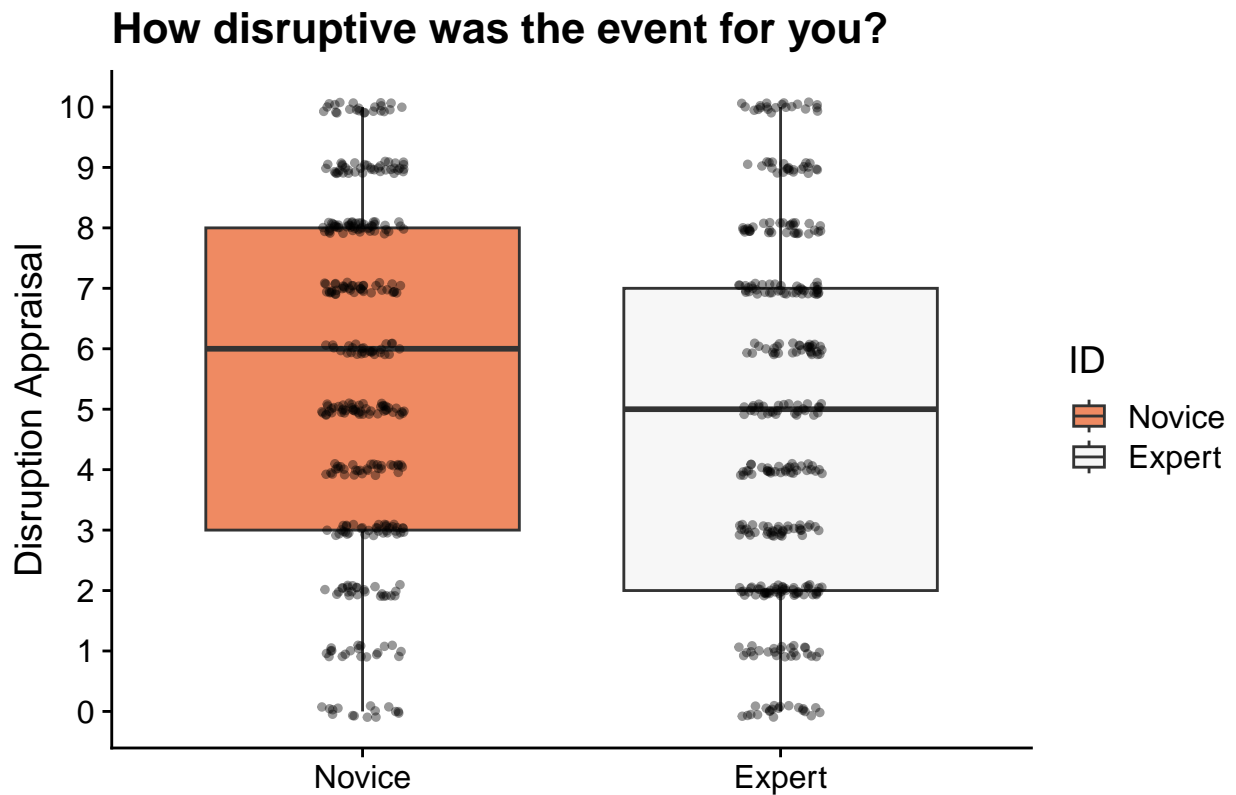 How disruptive was the event for you?
Disruption Appraisal
10
9
8
7
6
5
4
3
2
1
0
Novice
Expert
ID
Novice
Expert